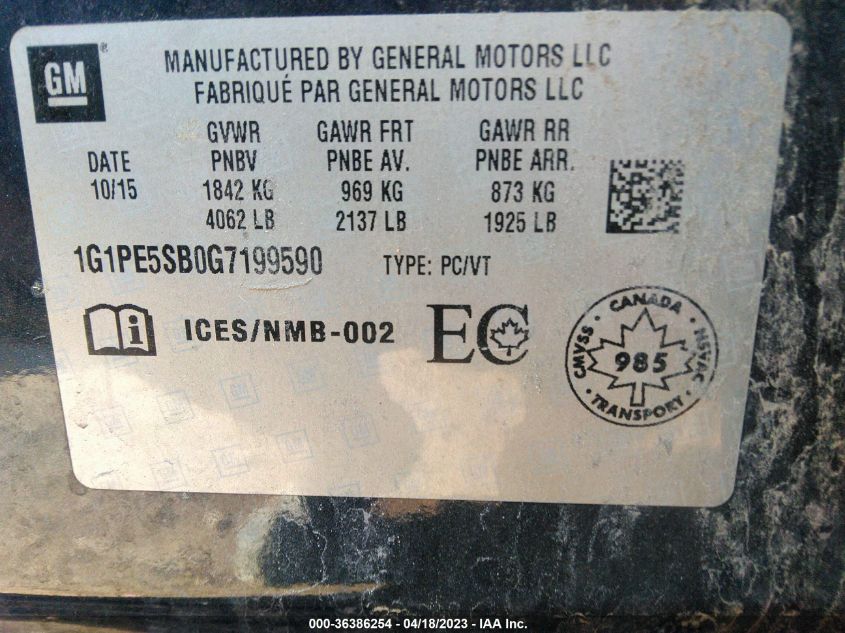 GM
MANUFACTURED BY GENERAL MOTORS LLC
FABRIQUÉ PAR GENERAL MOTORS LLC
GVWR GAWR FRT GAWR RR
DATE PNBV PNBE AV. PNBE ARR.
10/15 1842 KG 969 KG 873 KG
4062 LB 2137 LB 1925 LB
1G1PE5SB0G7199590 TYPE: PC/VT
i ICES/NMB-002 EC
CANADA
CMVSS 985 NSVAC
TRANSPORT
000-36386254 - 04/18/2023 - IAA Inc.